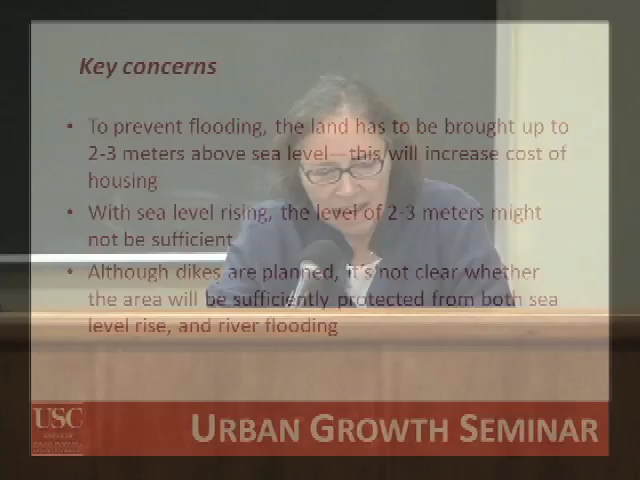 Key concerns
• To prevent flooding, the land has to be brought up to
2-3 meters above sea level—this will increase cost of
housing
• With sea level rising, the level of 2-3 meters might
not be sufficient
• Although dikes are planned, it's not clear whether
the area will be sufficiently protected from both sea
level rise, and river flooding
USC
URBAN GROWTH SEMINAR